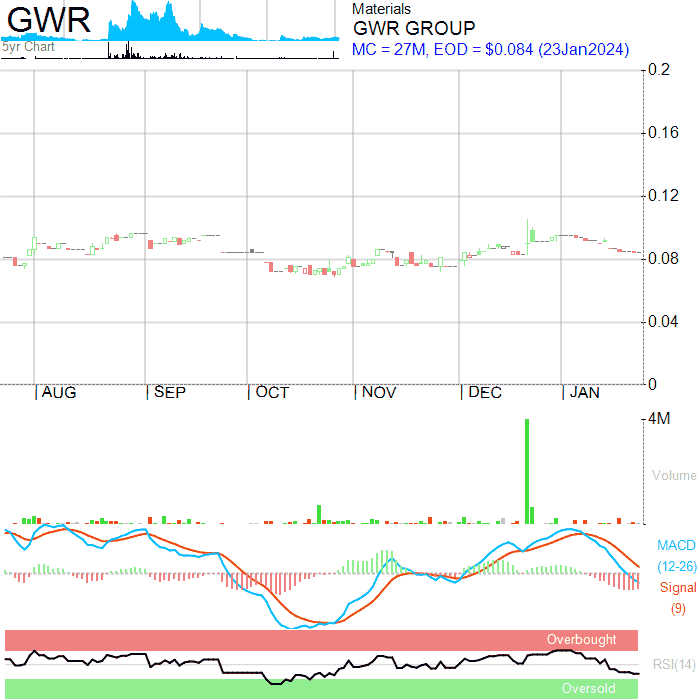 GWR
5yr Chart
Materials
GWR GROUP
MC = 27M, EOD = $0.084 (23Jan2024)
0.2
0.16
0.12
0.08
0.04
0
AUG SEP OCT NOV DEC JAN
4M
Volume
MACD
(12-26)
Signal
(9)
Overbought
RSI(14)
Oversold